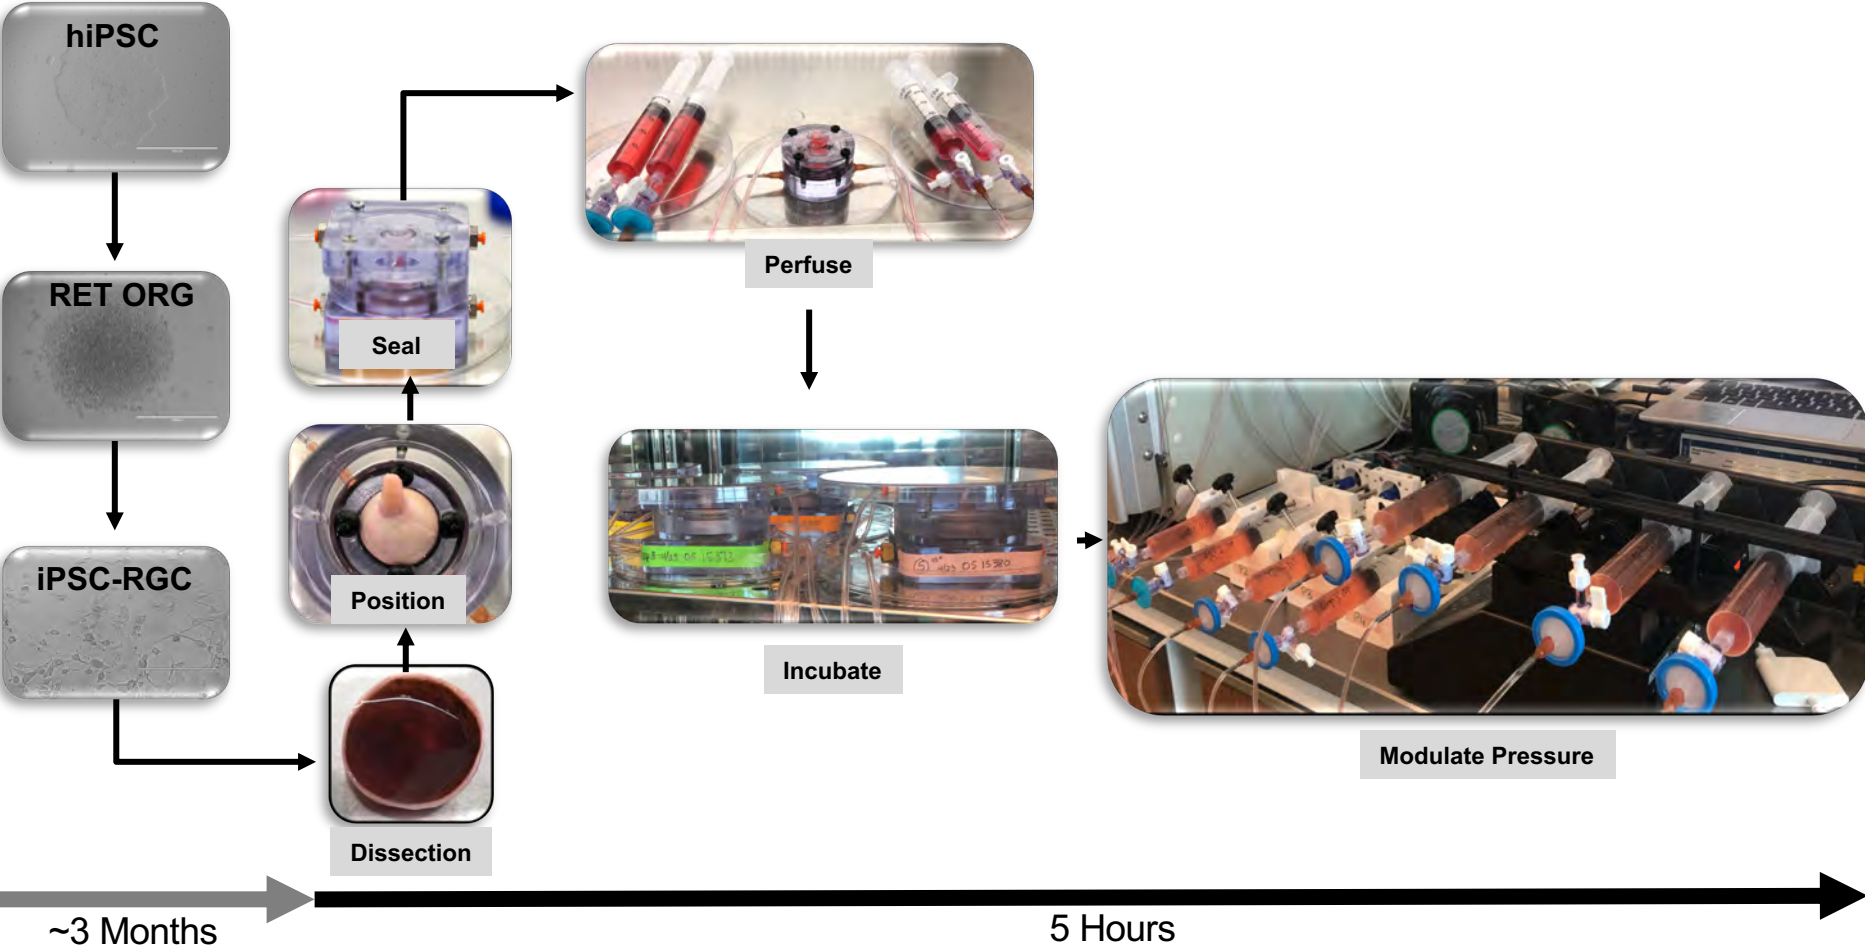 hiPSC
RET ORG
iPSC-RGC
Dissection
Position
Seal
Perfuse
Incubate
Modulate Pressure
~3 Months
5 Hours